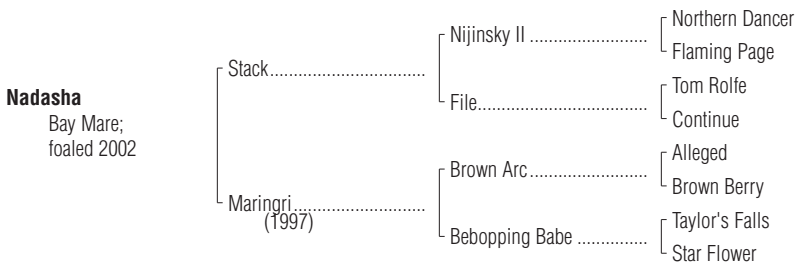 Northern Dancer
Nijinsky II ..............................
Flaming Page
Stack........................................
Tom Rolfe
File............................................
Continue
Nadasha
Bay Mare;
foaled 2002
Alleged
Brown Arc..............................
Brown Berry
Maringri..................................
(1997)
Taylor's Falls
Bebopping Babe ..................
Star Flower